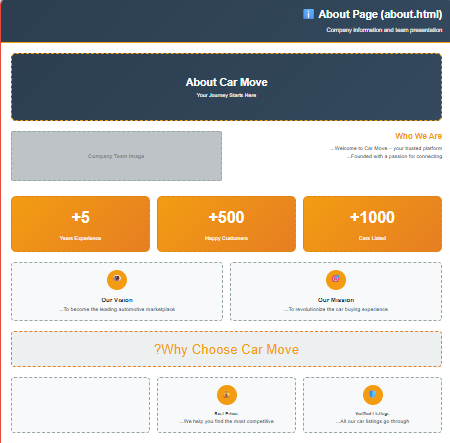 About Page (about.html)
Company information and team presentation
About Car Move
Your Journey Starts Here
Who We Are
...Welcome to Car Move – your trusted platform
...Founded with a passion for connecting
Company Team Image
+5
Years Experience
+500
Happy Customers
+1000
Cars Listed
Our Vision
...To become the leading automotive marketplace
Our Mission
...To revolutionize the car buying experience
?Why Choose Car Move
Best Prices
...We help you find the most competitive
Verified Listings
...All our car listings go through